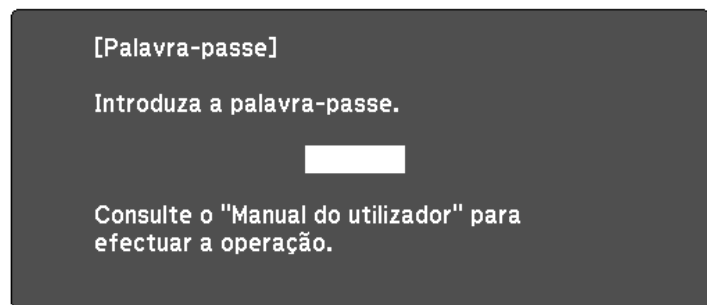 [Palavra-passe]
Introduza a palavra-passe.
Consulte o "Manual do utilizador" para
efectuar a operação.